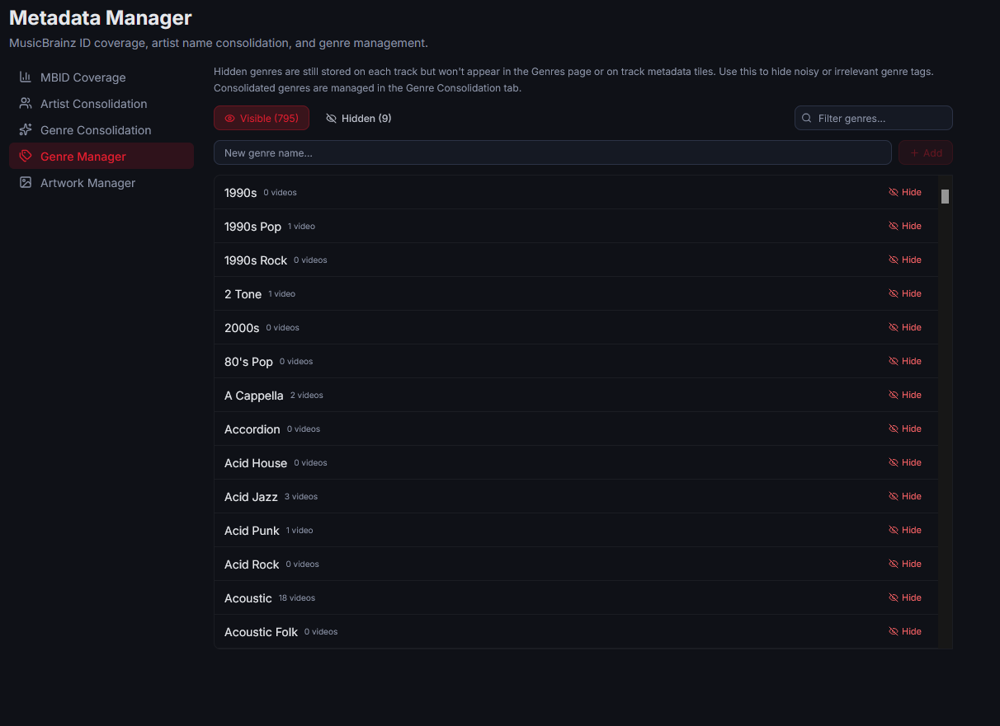 Metadata Manager
MusicBrainz ID coverage, artist name consolidation, and genre management.
MBID Coverage
Artist Consolidation
Genre Consolidation
Genre Manager
Artwork Manager
Hidden genres are still stored on each track but won't appear in the Genres page or on track metadata tiles. Use this to hide noisy or irrelevant genre tags.
Consolidated genres are managed in the Genre Consolidation tab.
Visible (795) Hidden (9) Filter genres...
New genre name... + Add
1990s 0 videos Hide
1990s Pop 1 video Hide
1990s Rock 0 videos Hide
2 Tone 1 video Hide
2000s 0 videos Hide
80's Pop 0 videos Hide
A Cappella 2 videos Hide
Accordion 0 videos Hide
Acid House 0 videos Hide
Acid Jazz 3 videos Hide
Acid Punk 1 video Hide
Acid Rock 0 videos Hide
Acoustic 18 videos Hide
Acoustic Folk 0 videos Hide